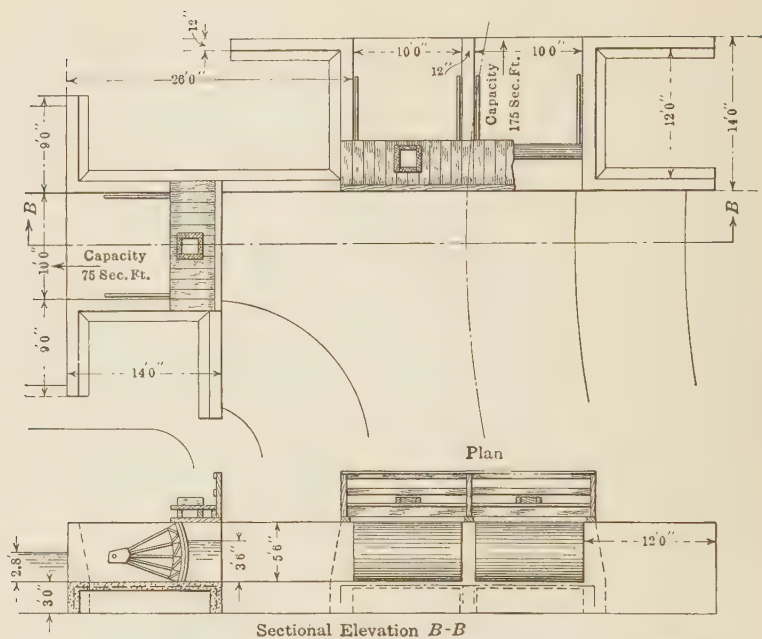 12"
10'0"
10'0"
12"
Capacity
175 Sec. Ft.
26'0"
12'0"
14'0"
9'0"
B
B
10'0"
Capacity
75 Sec. Ft.
9'0"
14'0"
Plan
2.8'
3'0"
3'6"
5'6"
12'0"
Sectional Elevation B-B